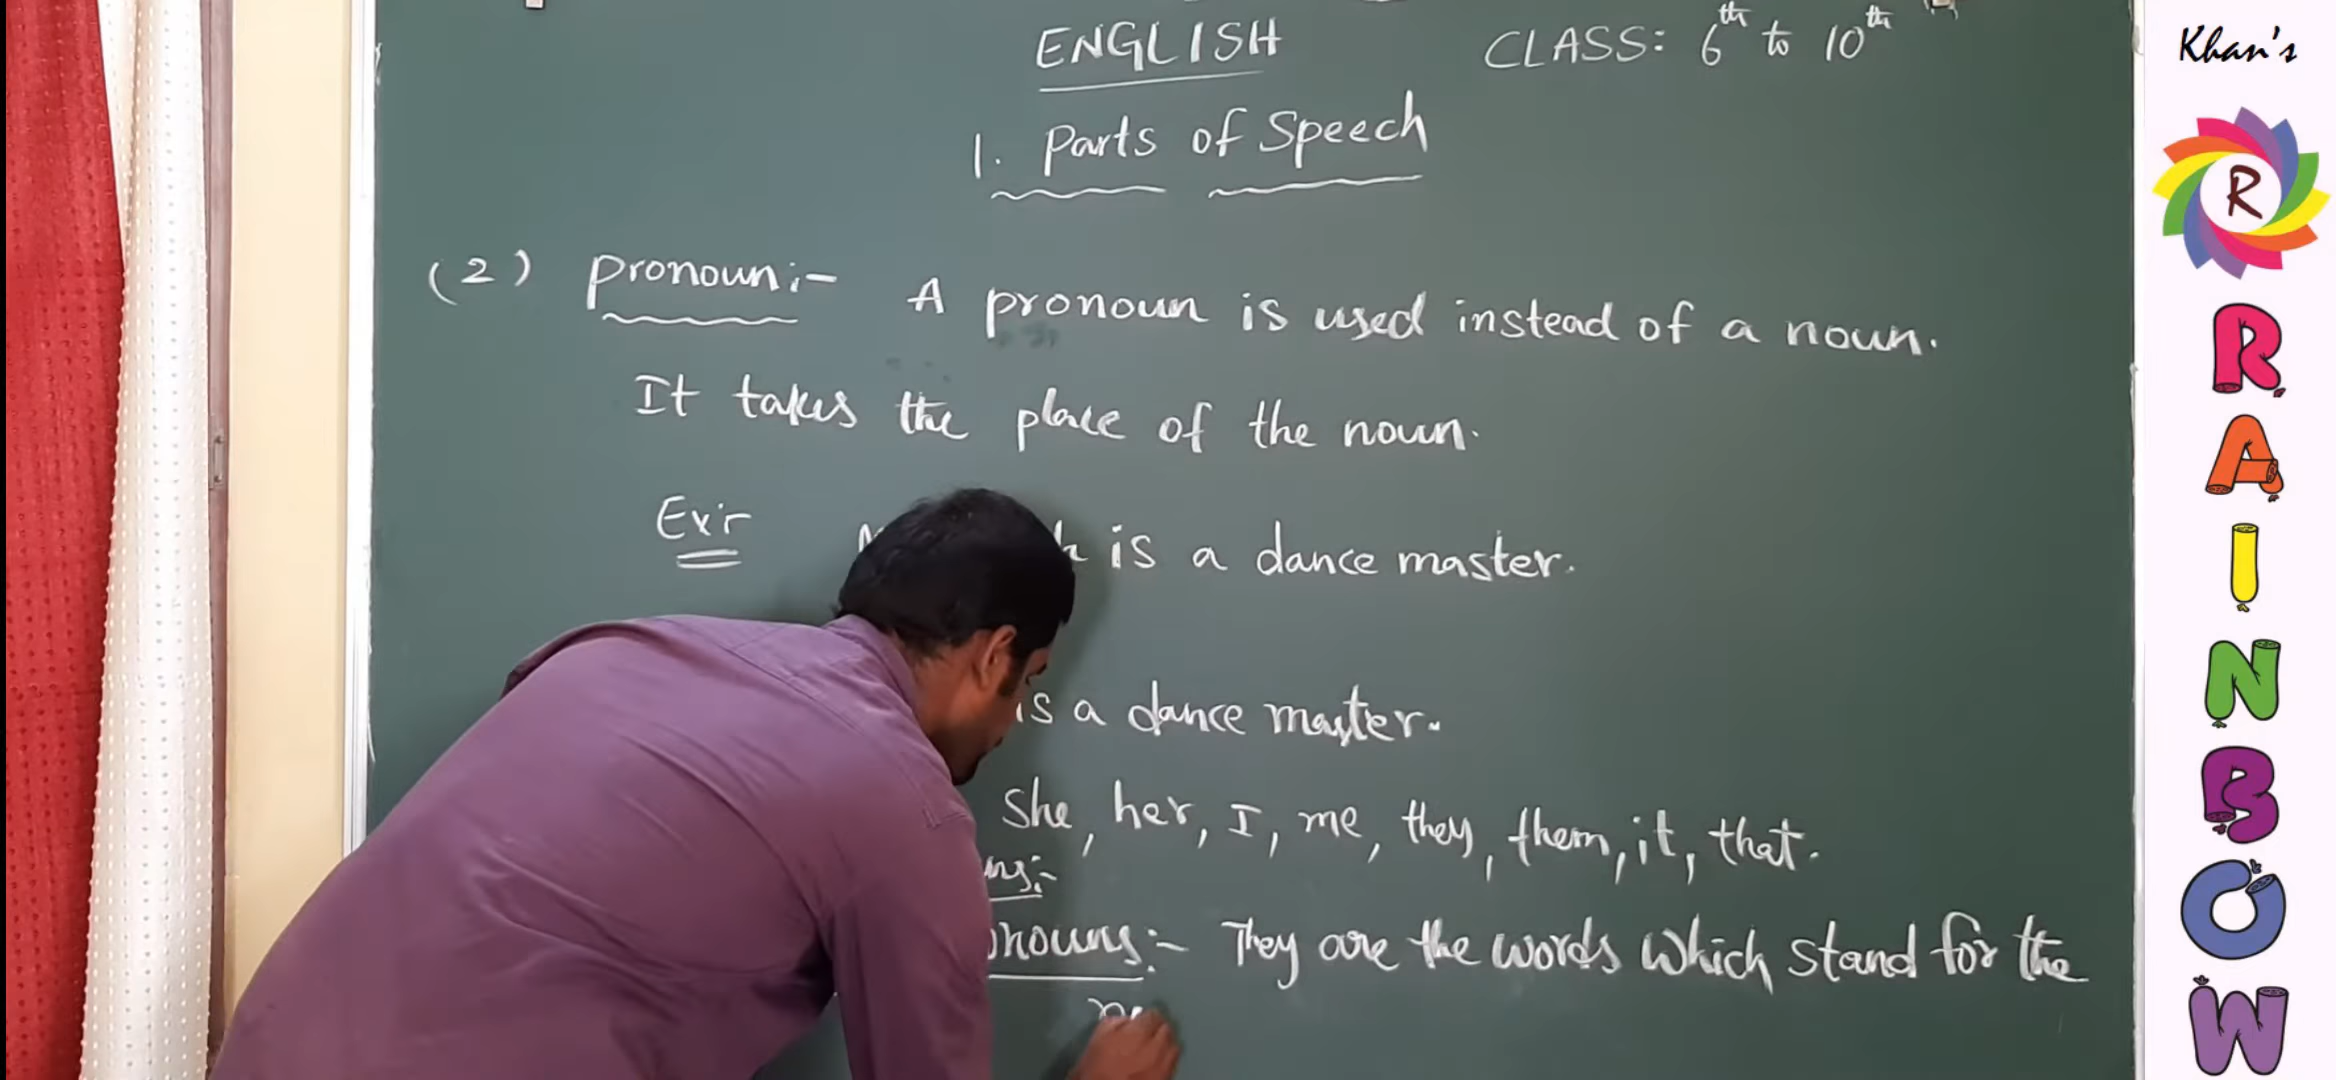 ENGLISH CLASS: 6th to 10th
1. Parts of Speech
(2) Pronoun:- A pronoun is used instead of a noun.
It takes the place of the noun.
Ex:- is a dance master.
is a dance master.
She, her, I, me, they, them, it, that.
They are the words which stand for the
Khan's
R
RAINBOW